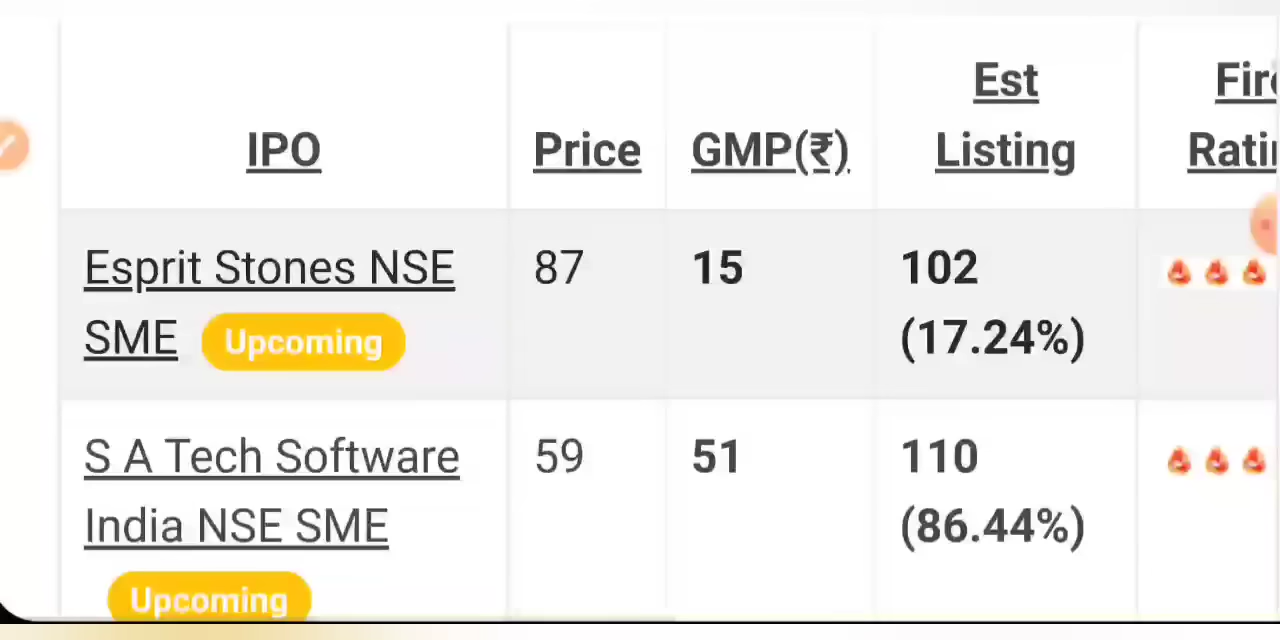 IPO
Price
GMP(₹)
Est
Listing
Esprit Stones NSE
SME Upcoming
87
15
102
(17.24%)
S A Tech Software
India NSE SME
Upcoming
59
51
110
(86.44%)